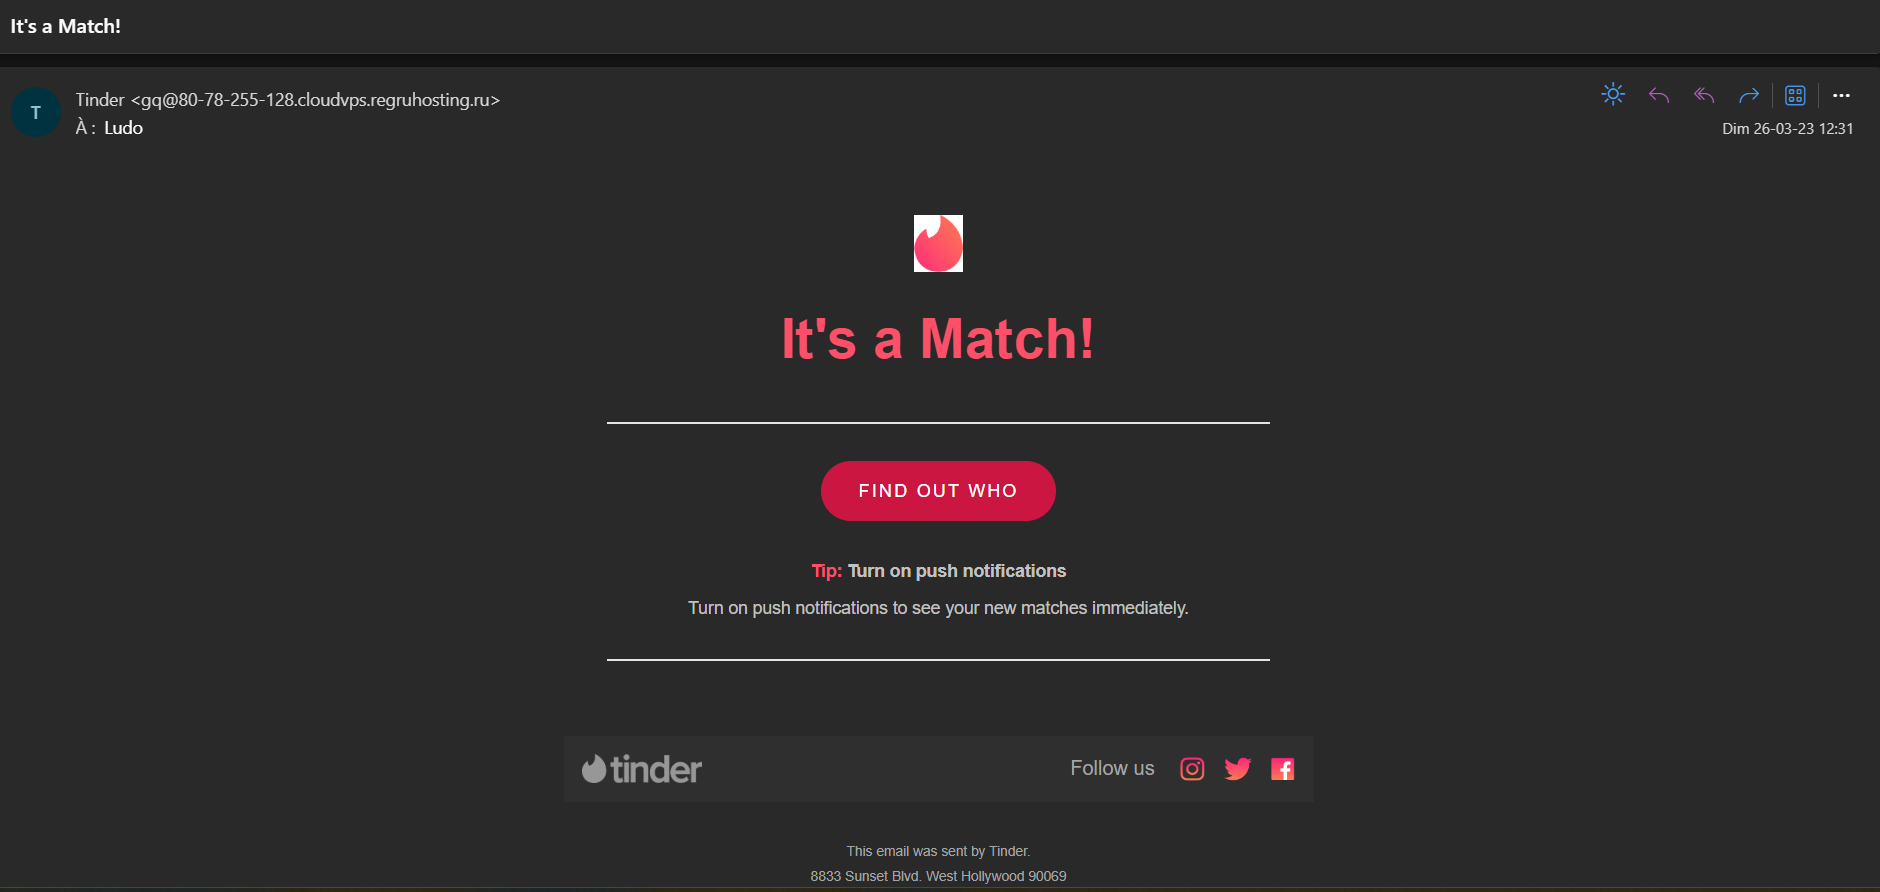 It's a Match!
T
Tinder <gq@80-78-255-128.cloudvps.regruhosting.ru>
À : Ludo
Dim 26-03-23 12:31
It's a Match!
FIND OUT WHO
Tip: Turn on push notifications
Turn on push notifications to see your new matches immediately.
tinder
Follow us
This email was sent by Tinder.
8833 Sunset Blvd. West Hollywood 90069